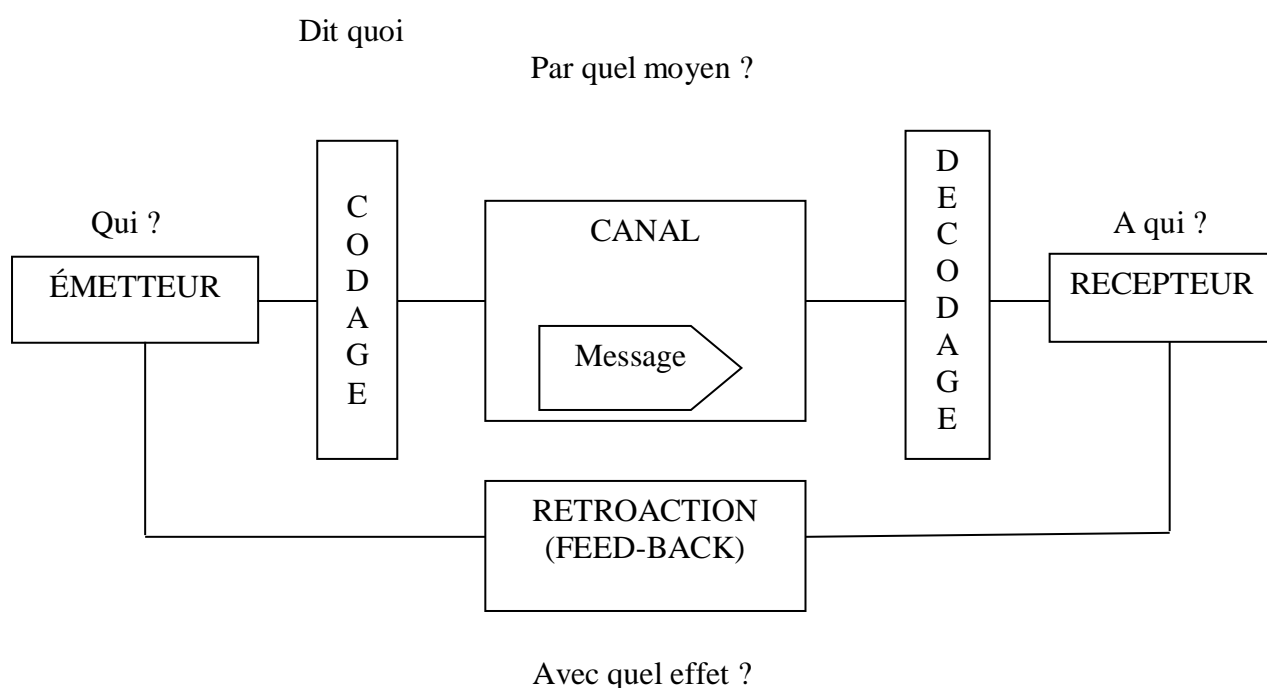 Dit quoi
Par quel moyen ?
Qui ?
ÉMETTEUR
CODAGE
CANAL
Message
DECODAGE
A qui ?
RECEPTEUR
RETROACTION
(FEED-BACK)
Avec quel effet ?